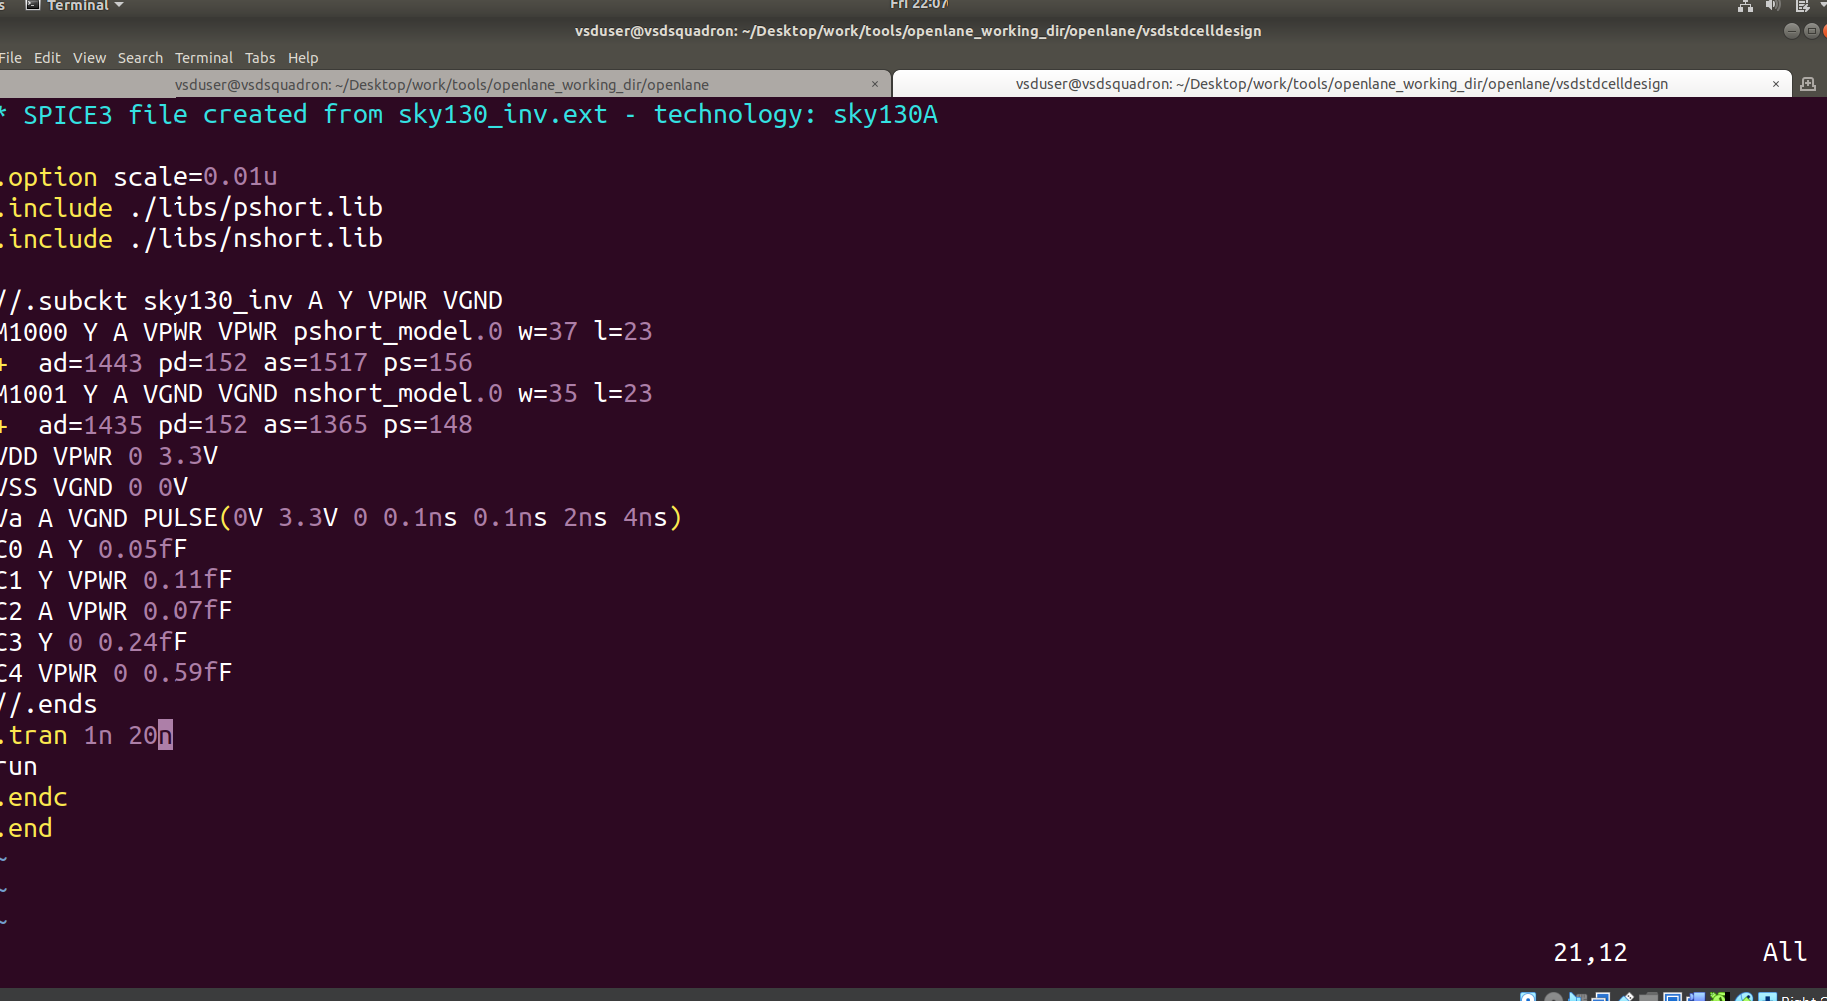 Terminal
Fri 22:07
vsduser@vsdsquadron: ~/Desktop/work/tools/openlane_working_dir/openlane/vsdstdcelldesign
File Edit View Search Terminal Tabs Help
vsduser@vsdsquadron: ~/Desktop/work/tools/openlane_working_dir/openlane ×
vsduser@vsdsquadron: ~/Desktop/work/tools/openlane_working_dir/openlane/vsdstdcelldesign ×
* SPICE3 file created from sky130_inv.ext - technology: sky130A
.option scale=0.01u
.include ./libs/pshort.lib
.include ./libs/nshort.lib
//.subckt sky130_inv A Y VPWR VGND
M1000 Y A VPWR VPWR pshort_model.0 w=37 l=23
+  ad=1443 pd=152 as=1517 ps=156
M1001 Y A VGND VGND nshort_model.0 w=35 l=23
+  ad=1435 pd=152 as=1365 ps=148
VDD VPWR 0 3.3V
VSS VGND 0 0V
Va A VGND PULSE(0V 3.3V 0 0.1ns 0.1ns 2ns 4ns)
C0 A Y 0.05fF
C1 Y VPWR 0.11fF
C2 A VPWR 0.07fF
C3 Y 0 0.24fF
C4 VPWR 0 0.59fF
//.ends
.tran 1n 20n
run
.endc
.end
~
~
~
21,12 All
Right